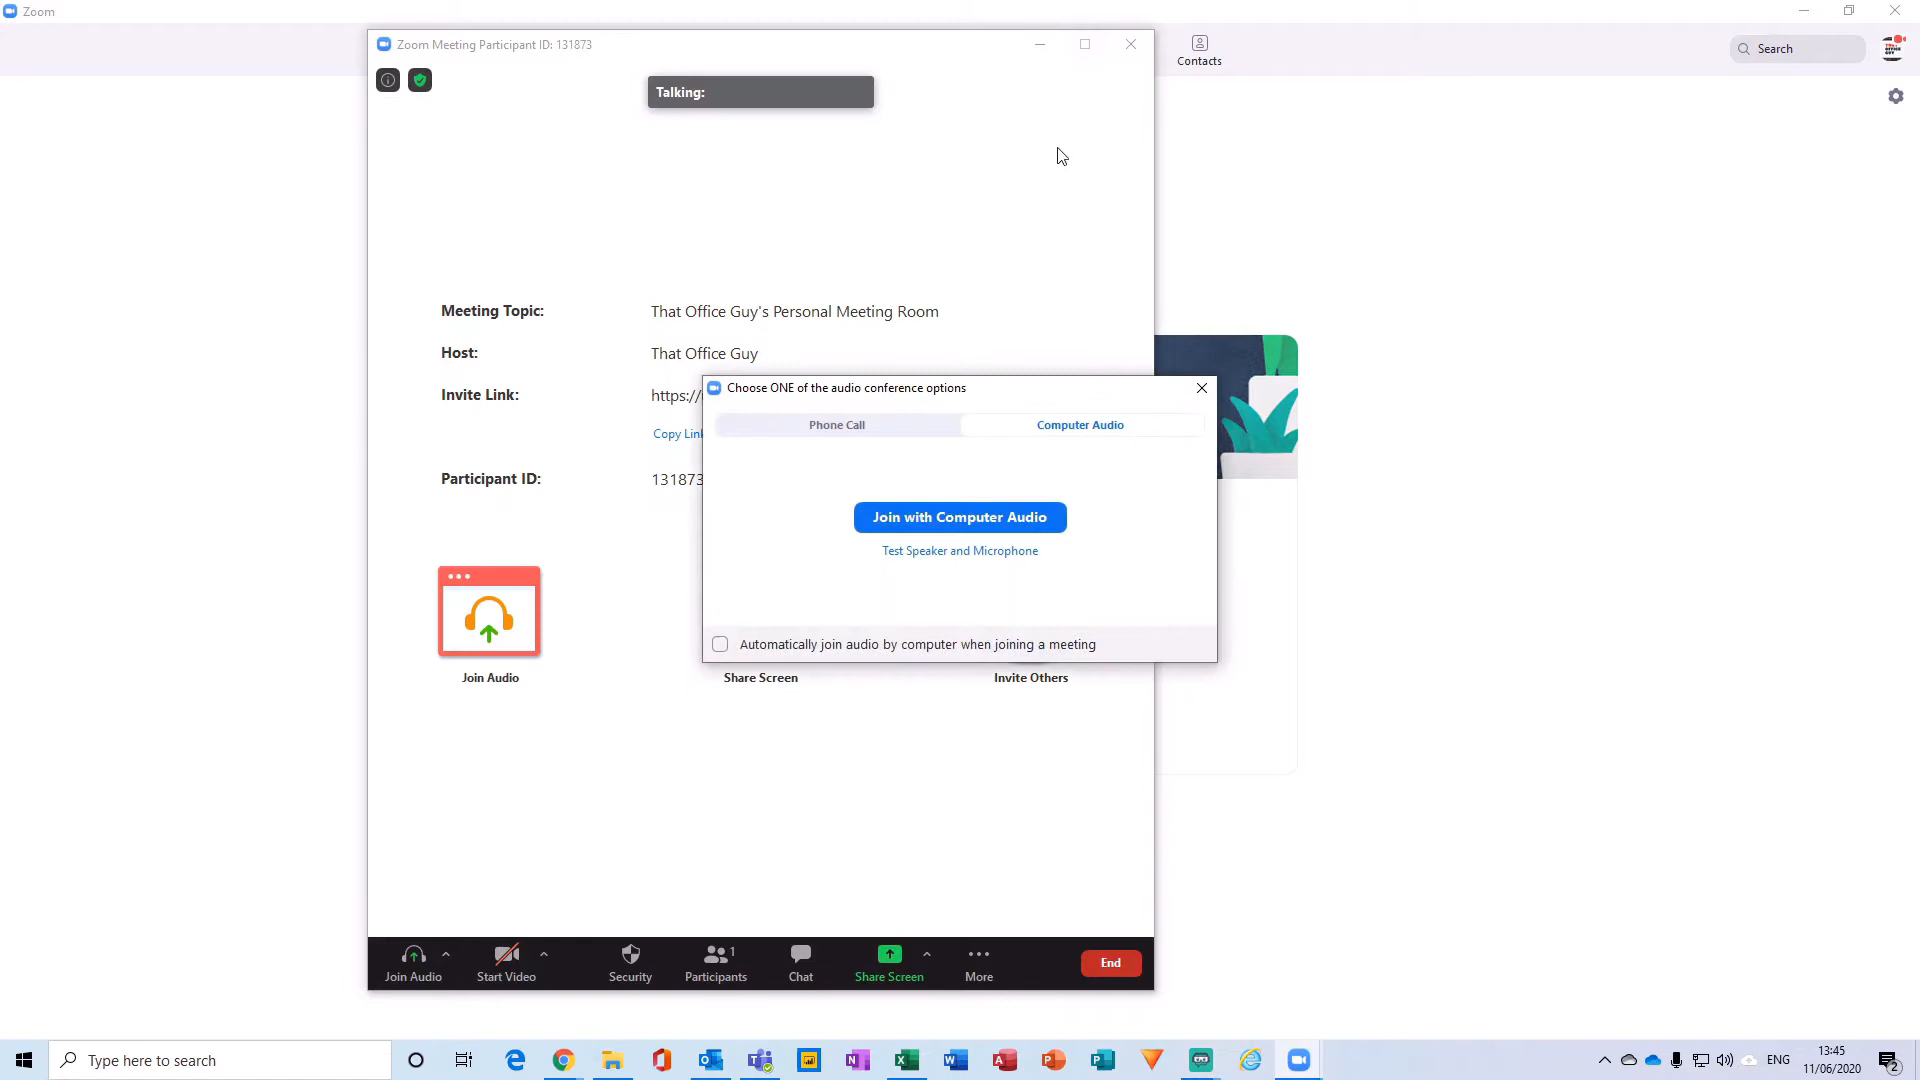 Zoom
Zoom Meeting Participant ID: 131873
Contacts
Search
Talking:
Meeting Topic:
That Office Guy's Personal Meeting Room
Host:
That Office Guy
Invite Link:
https://
Copy Link
Participant ID:
131873
Choose ONE of the audio conference options
Phone Call
Computer Audio
Join with Computer Audio
Test Speaker and Microphone
Automatically join audio by computer when joining a meeting
Join Audio
Share Screen
Invite Others
Join Audio
Start Video
Security
1
Participants
Chat
Share Screen
More
End
Type here to search
ENG
13:45
11/06/2020
2